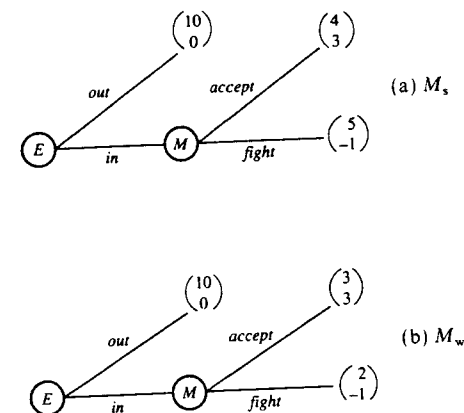 (10 0)
(4 3)
out
accept
(a) Ms
E
M
(5 -1)
in
fight
(10 0)
(3 3)
out
accept
(b) Mw
E
M
(2 -1)
in
fight